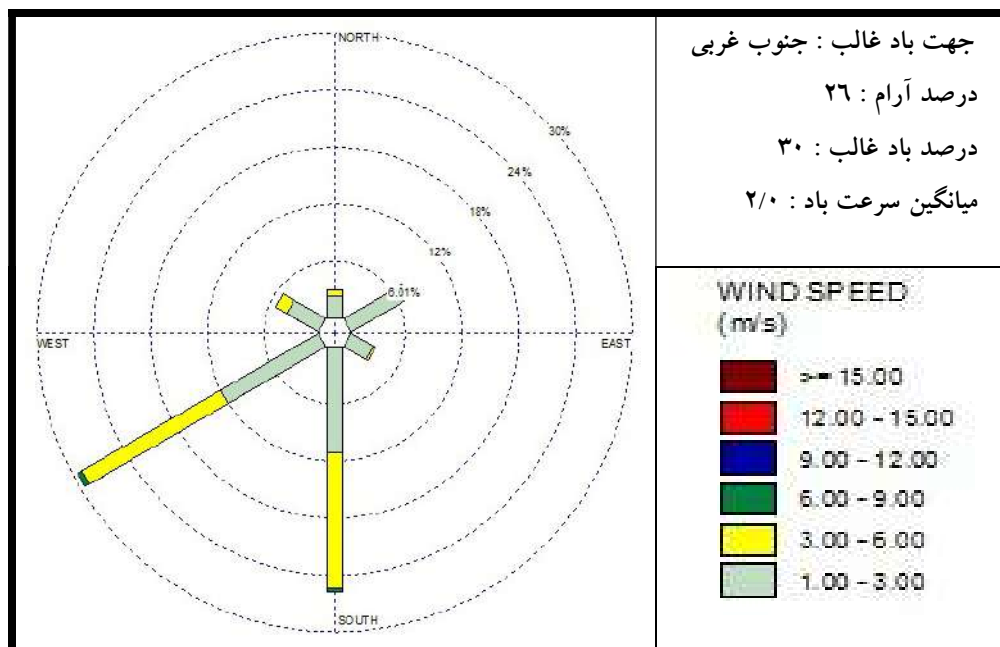 NORTH
30%
24%
18%
12%
6.01%
WEST
EAST
SOUTH
جهت باد غالب : جنوب غربی
درصد آرام : ۲۶
درصد باد غالب : ۳۰
میانگین سرعت باد : ۲/۰
WIND SPEED
(m/s)
>= 15.00
12.00 - 15.00
9.00 - 12.00
6.00 - 9.00
3.00 - 6.00
1.00 - 3.00